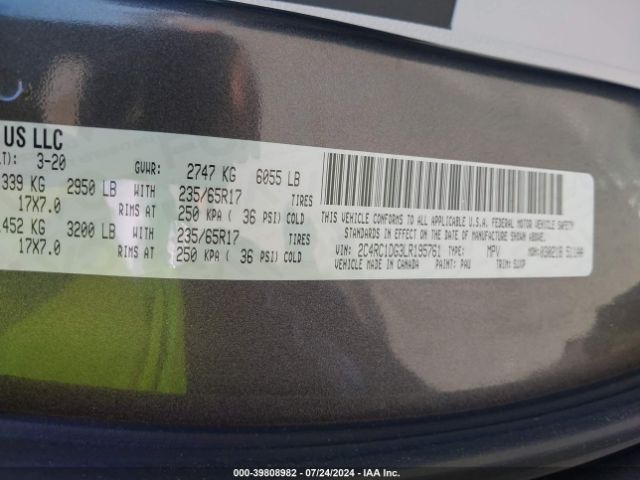 US LLC
LT): 3-20 GVWR: 2747 KG 6055 LB
339 KG 2950 LB WITH 235/65R17 TIRES
17X7.0 RIMS AT 250 KPA ( 36 PSI) COLD
1452 KG 3200 LB WITH 235/65R17 TIRES
17X7.0 RIMS AT 250 KPA ( 36 PSI) COLD
THIS VEHICLE CONFORMS TO ALL APPLICABLE U.S.A. FEDERAL MOTOR VEHICLE
STANDARDS IN EFFECT ON THE DATE OF MANUFACTURE SHOWN ABOVE.
VIN: 2C4RC1DG3LR195761 TYPE: MPV
VEHICLE MADE IN CANADA PAINT: PAU TRIM:
000-39808982 / 07/24/2024 / IAA Inc.